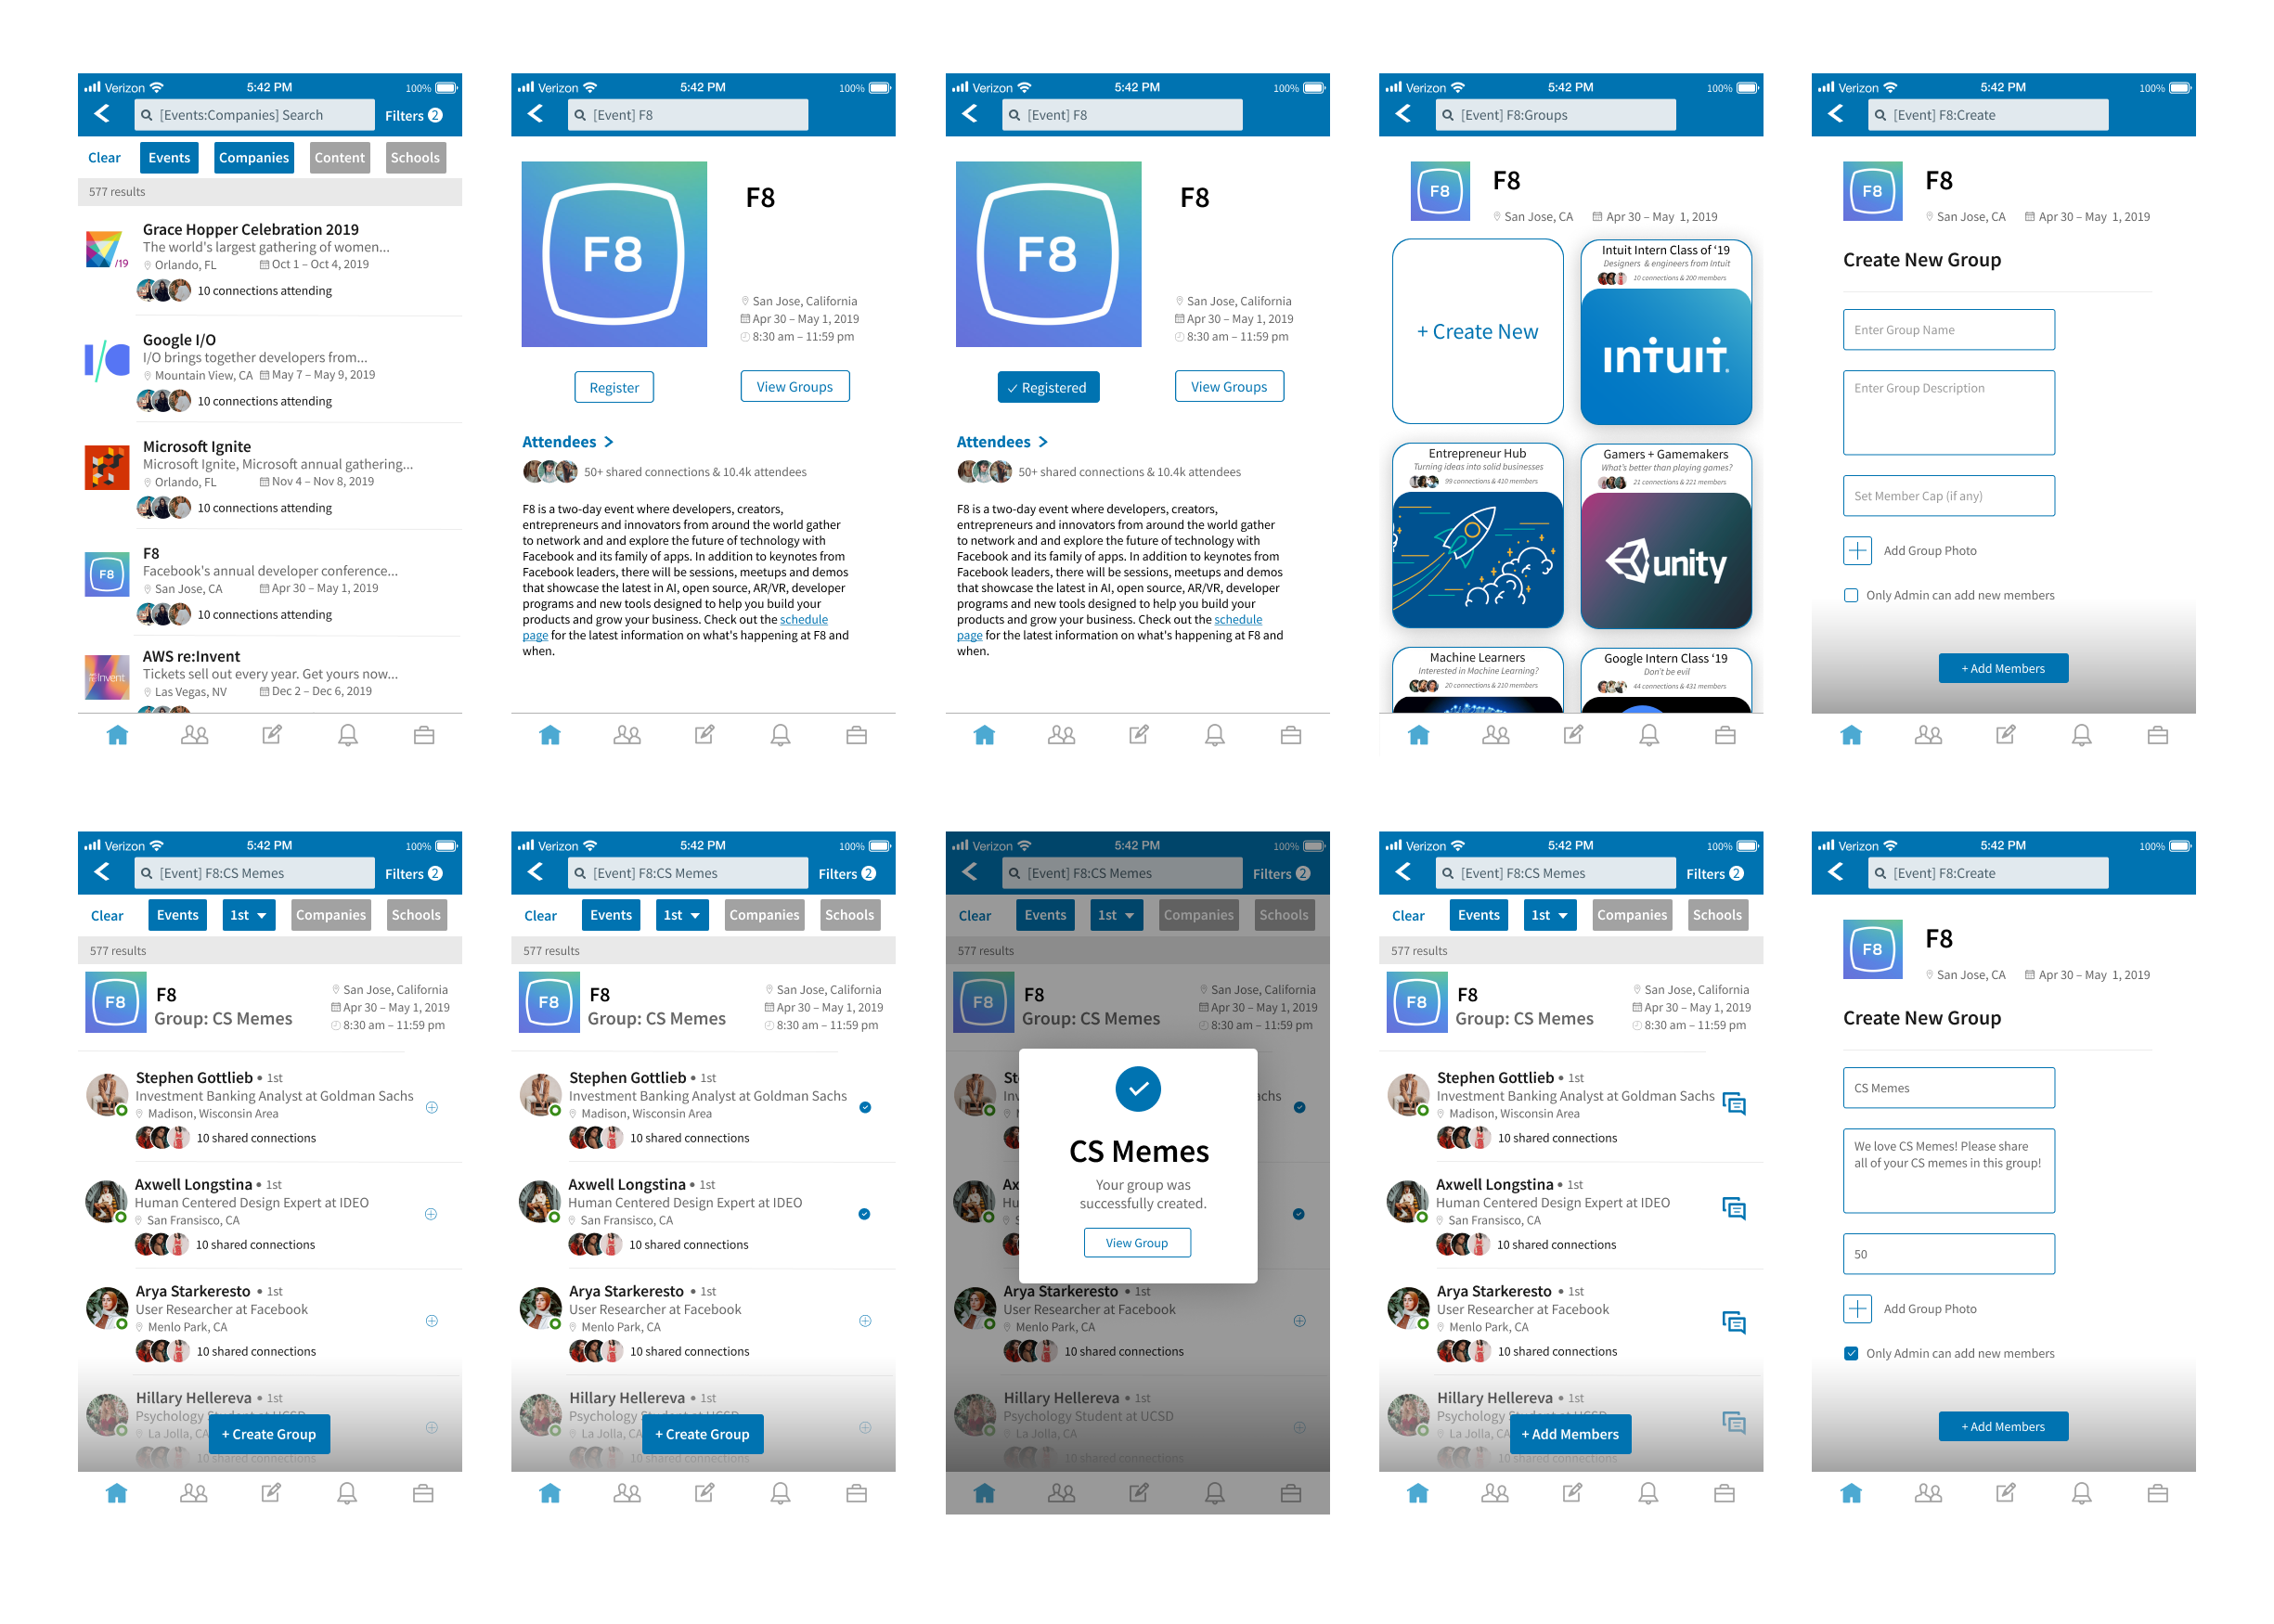 Verizon 5:42 PM 100%
[Events:Companies] Search Filters 2
Clear Events Companies Content Schools
577 results
Grace Hopper Celebration 2019
The world's largest gathering of women...
Orlando, FL Oct 1 – Oct 4, 2019
/19
10 connections attending
Google I/O
I/O brings together developers from...
Mountain View, CA May 7 – May 9, 2019
10 connections attending
Microsoft Ignite
Microsoft Ignite, Microsoft annual gathering...
Orlando, FL Nov 4 – Nov 8, 2019
10 connections attending
F8
Facebook's annual developer conference...
F8
San Jose, CA Apr 30 – May 1, 2019
10 connections attending
AWS re:Invent
Tickets sell out every year. Get yours now...
re:Invent
Las Vegas, NV Dec 2 – Dec 6, 2019
Verizon 5:42 PM 100%
[Event] F8
F8
F8
San Jose, California
Apr 30 – May 1, 2019
8:30 am – 11:59 pm
Register View Groups
Attendees >
50+ shared connections & 10.4k attendees
F8 is a two-day event where developers, creators,
entrepreneurs and innovators from around the world gather
to network and and explore the future of technology with
Facebook and its family of apps. In addition to keynotes from
Facebook leaders, there will be sessions, meetups and demos
that showcase the latest in AI, open source, AR/VR, developer
programs and new tools designed to help you build your
products and grow your business. Check out the schedule
page for the latest information on what's happening at F8 and
when.
Verizon 5:42 PM 100%
[Event] F8
F8
F8
San Jose, California
Apr 30 – May 1, 2019
8:30 am – 11:59 pm
✓ Registered View Groups
Attendees >
50+ shared connections & 10.4k attendees
F8 is a two-day event where developers, creators,
entrepreneurs and innovators from around the world gather
to network and and explore the future of technology with
Facebook and its family of apps. In addition to keynotes from
Facebook leaders, there will be sessions, meetups and demos
that showcase the latest in AI, open source, AR/VR, developer
programs and new tools designed to help you build your
products and grow your business. Check out the schedule
page for the latest information on what's happening at F8 and
when.
Verizon 5:42 PM 100%
[Event] F8:Groups
F8
F8
San Jose, CA Apr 30 – May 1, 2019
+ Create New
Intuit Intern Class of ‘19
Designers & engineers from Intuit
10 connections & 200 members
intuit.
Entrepreneur Hub
Turning ideas into solid businesses
99 connections & 410 members
Gamers + Gamemakers
What's better than playing games?
21 connections & 221 members
unity
Machine Learners
Interested in Machine Learning?
20 connections & 210 members
Google Intern Class ‘19
Don't be evil
44 connections & 431 members
Verizon 5:42 PM 100%
[Event] F8:Create
F8
F8
San Jose, CA Apr 30 – May 1, 2019
Create New Group
Enter Group Name
Enter Group Description
Set Member Cap (if any)
Add Group Photo
Only Admin can add new members
+ Add Members
Verizon 5:42 PM 100%
[Event] F8:CS Memes Filters 2
Clear Events 1st Companies Schools
577 results
F8
F8
Group: CS Memes
San Jose, California
Apr 30 – May 1, 2019
8:30 am – 11:59 pm
Stephen Gottlieb • 1st
Investment Banking Analyst at Goldman Sachs
Madison, Wisconsin Area
10 shared connections
Axwell Longstina • 1st
Human Centered Design Expert at IDEO
San Fransisco, CA
10 shared connections
Arya Starkeresto • 1st
User Researcher at Facebook
Menlo Park, CA
10 shared connections
Hillary Hellereva • 1st
Psychology Student at UCSD
La Jolla, CA
+ Create Group
10 shared connections
Verizon 5:42 PM 100%
[Event] F8:CS Memes Filters 2
Clear Events 1st Companies Schools
577 results
F8
F8
Group: CS Memes
San Jose, California
Apr 30 – May 1, 2019
8:30 am – 11:59 pm
Stephen Gottlieb • 1st
Investment Banking Analyst at Goldman Sachs
Madison, Wisconsin Area
10 shared connections
Axwell Longstina • 1st
Human Centered Design Expert at IDEO
San Fransisco, CA
10 shared connections
Arya Starkeresto • 1st
User Researcher at Facebook
Menlo Park, CA
10 shared connections
Hillary Hellereva • 1st
Psychology Student at UCSD
La Jolla, CA
+ Create Group
10 shared connections
Verizon 5:42 PM 100%
[Event] F8:CS Memes Filters 2
Clear Events 1st Companies Schools
577 results
F8
F8
Group: CS Memes
San Jose, California
Apr 30 – May 1, 2019
8:30 am – 11:59 pm
CS Memes
Your group was
successfully created.
View Group
Arya Starkeresto • 1st
User Researcher at Facebook
Menlo Park, CA
10 shared connections
Hillary Hellereva • 1st
Psychology Student at UCSD
La Jolla, CA
10 shared connections
Verizon 5:42 PM 100%
[Event] F8:CS Memes Filters 2
Clear Events 1st Companies Schools
577 results
F8
F8
Group: CS Memes
San Jose, California
Apr 30 – May 1, 2019
8:30 am – 11:59 pm
Stephen Gottlieb • 1st
Investment Banking Analyst at Goldman Sachs
Madison, Wisconsin Area
10 shared connections
Axwell Longstina • 1st
Human Centered Design Expert at IDEO
San Fransisco, CA
10 shared connections
Arya Starkeresto • 1st
User Researcher at Facebook
Menlo Park, CA
10 shared connections
Hillary Hellereva • 1st
Psychology Student at UCSD
La Jolla, CA
+ Add Members
10 shared connections
Verizon 5:42 PM 100%
[Event] F8:Create
F8
F8
San Jose, CA Apr 30 – May 1, 2019
Create New Group
CS Memes
We love CS Memes! Please share
all of your CS memes in this group!
50
Add Group Photo
Only Admin can add new members
+ Add Members